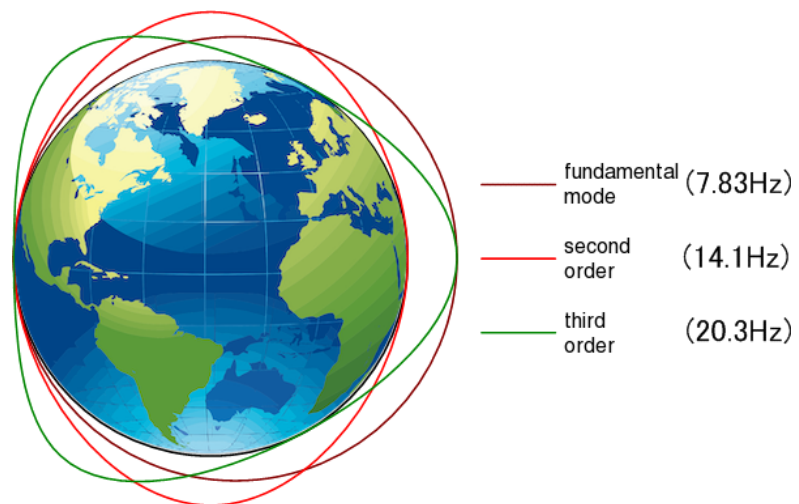 fundamental
mode
(7.83Hz)
second
order
(14.1Hz)
third
order
(20.3Hz)